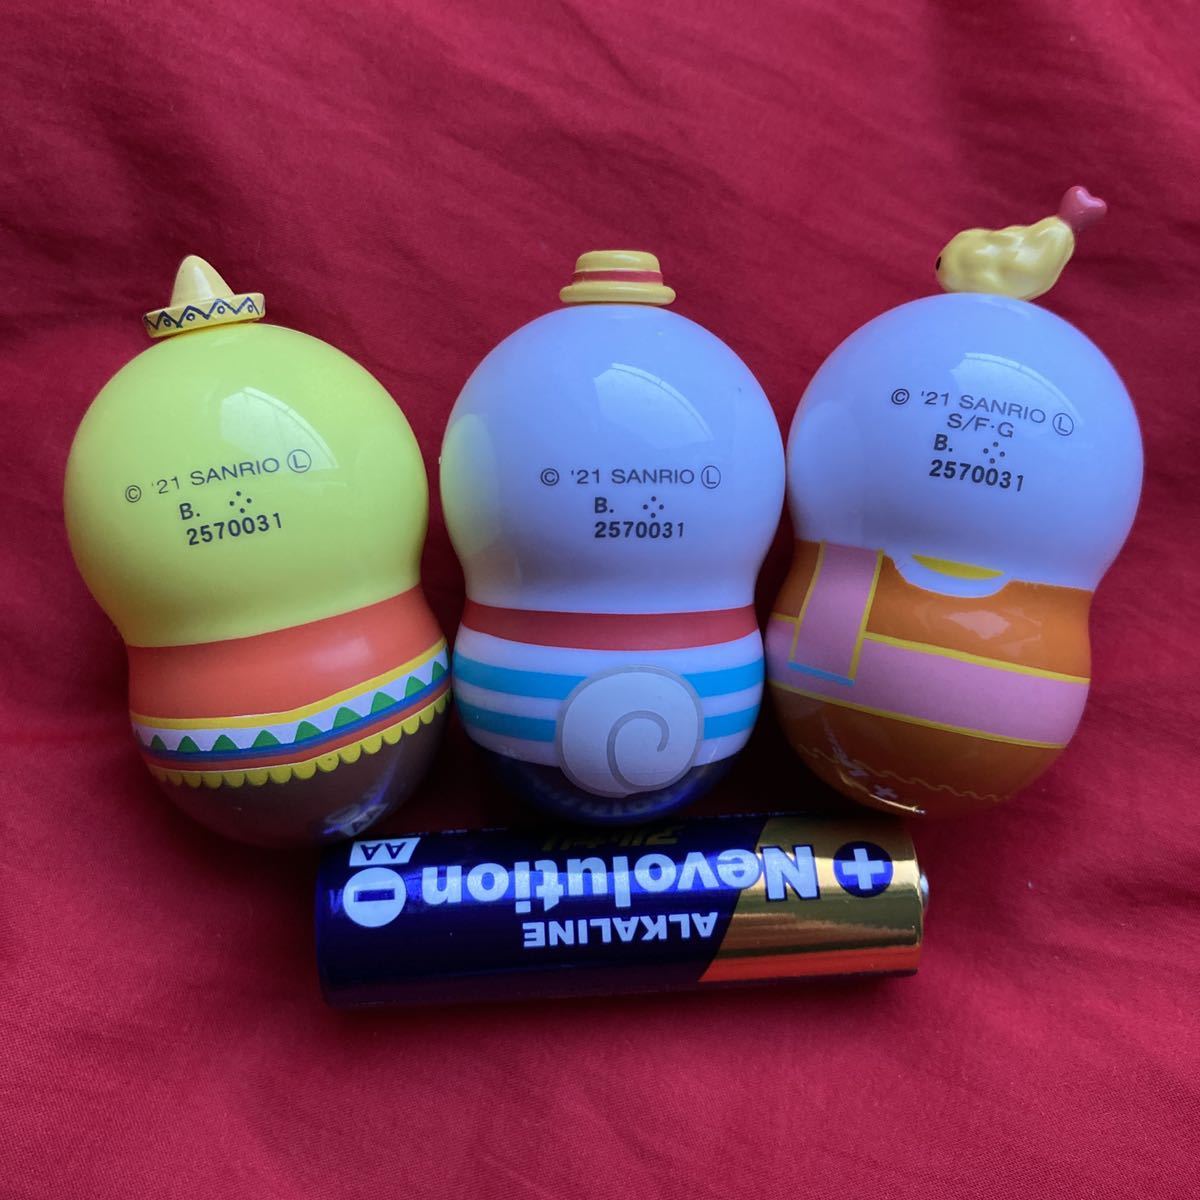 © '21 SANRIO Ⓛ
B.
2570031
© '21 SANRIO Ⓛ
B.
2570031
© '21 SANRIO Ⓛ
S/F·G
B.
2570031
+ Nevolution
ALKALINE
AA